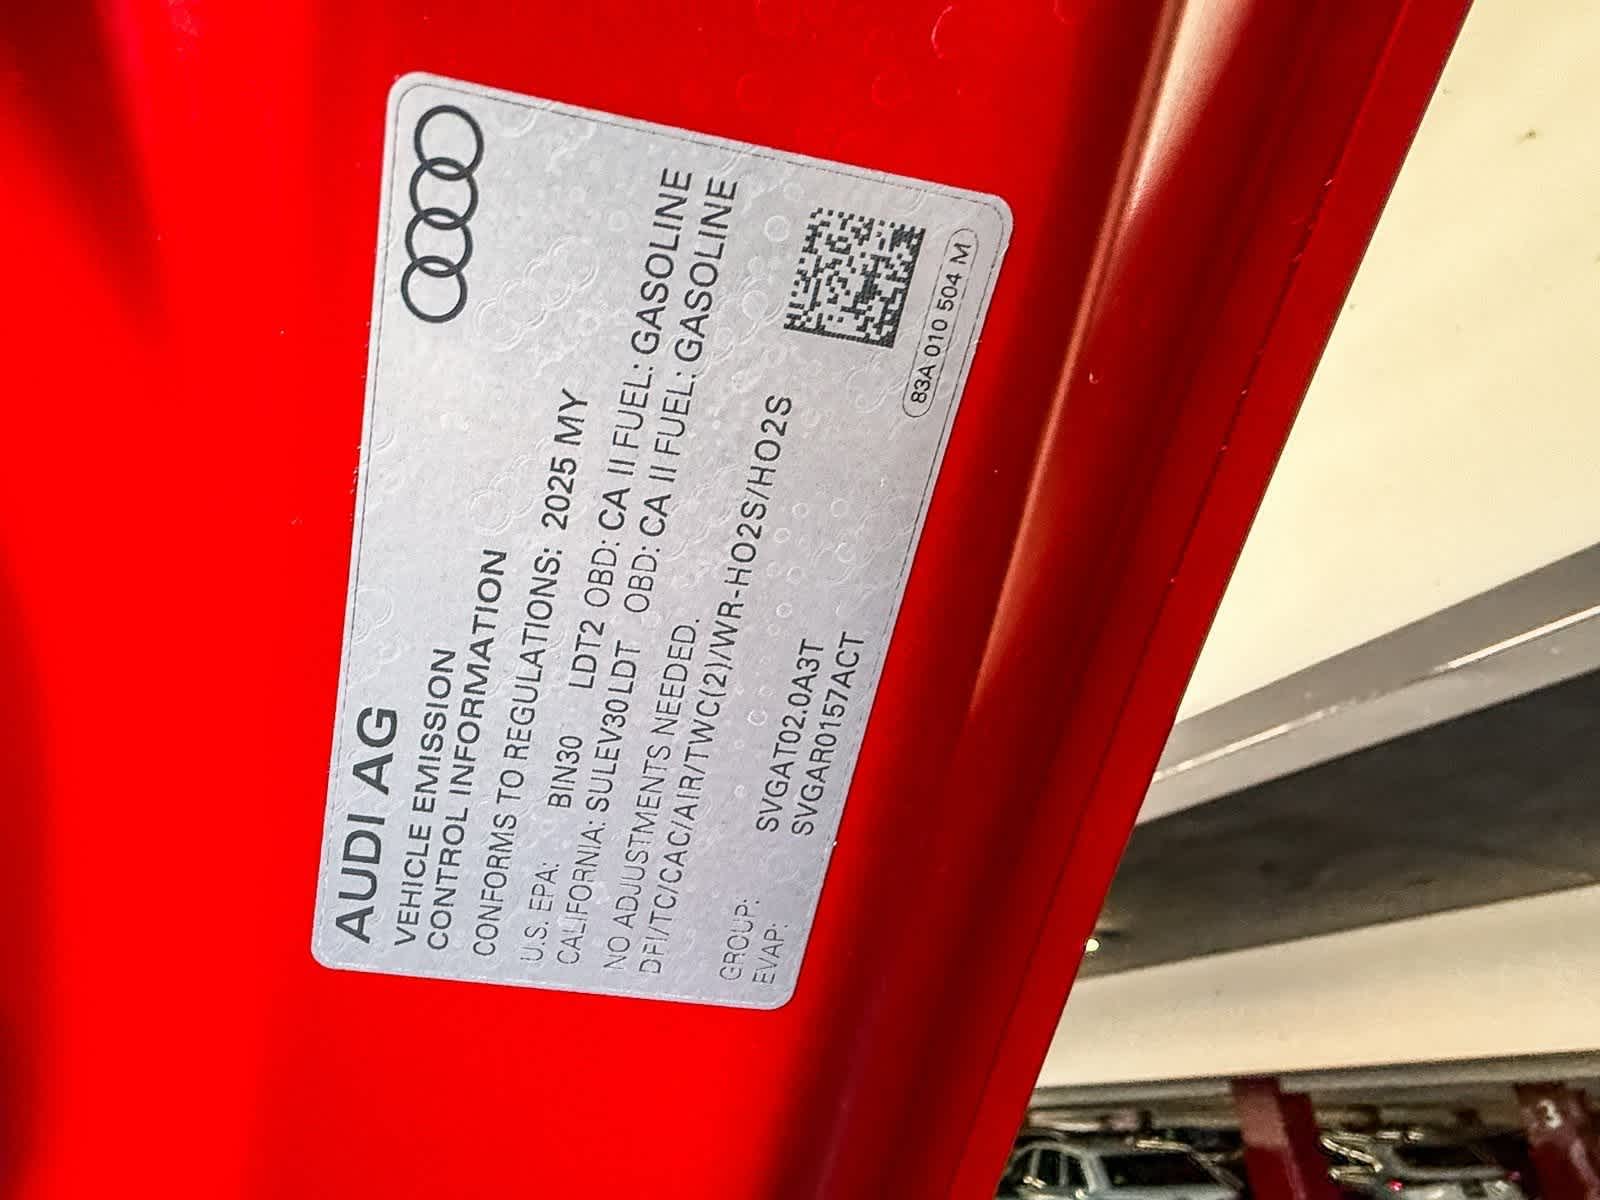 AUDI AG
VEHICLE EMISSION
CONTROL INFORMATION
CONFORMS TO REGULATIONS: 2025 MY
U.S. EPA: BIN30 LDT2 OBD: CA II FUEL: GASOLINE
CALIFORNIA: SULEV30LDT OBD: CA II FUEL: GASOLINE
NO ADJUSTMENTS NEEDED.
DFI/TC/CAC/AIR/TWC(2)/WR-HO2S/HO2S
GROUP: SVGAT02.0A3T
EVAP: SVGAR0157ACT
83A 010 504 M
3